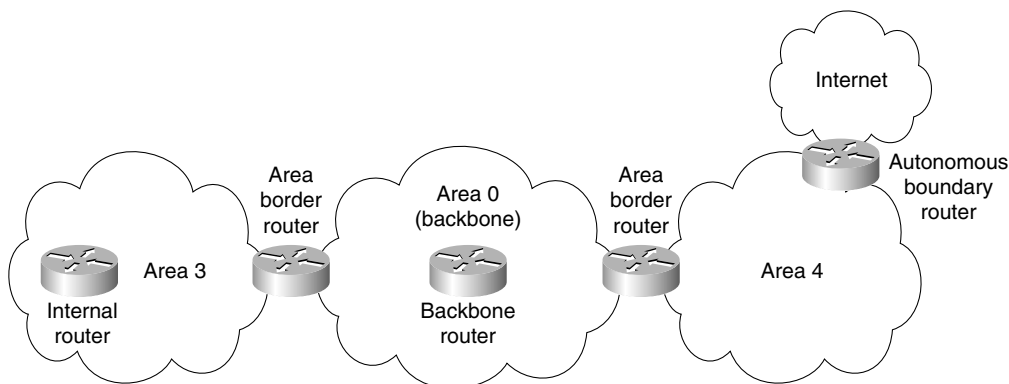 Internet
Autonomous
boundary
router
Area
border
router
Area 0
(backbone)
Area
border
router
Area 3
Area 4
Internal
router
Backbone
router